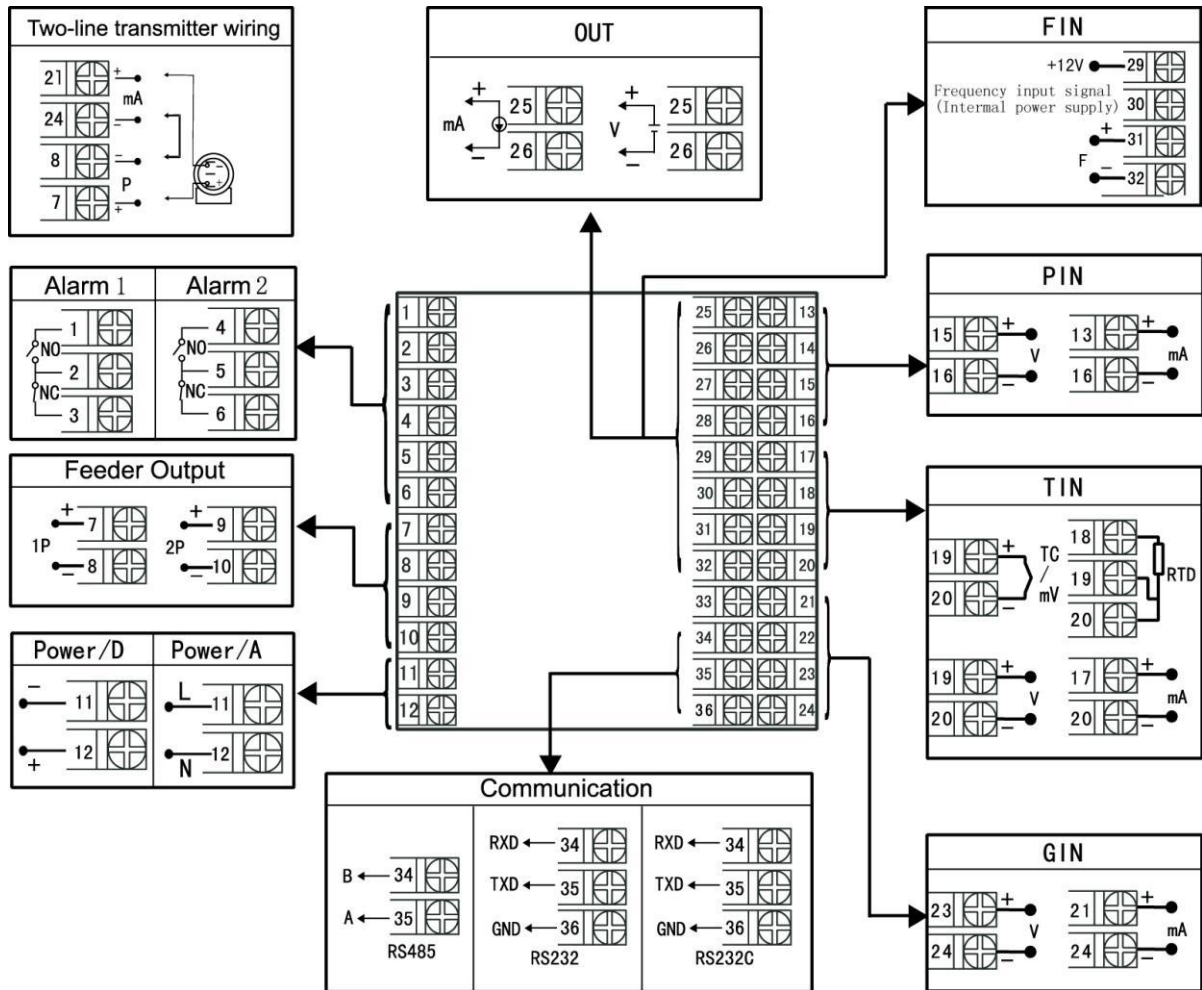 Two-line transmitter wiring
21
+
mA
24
−
8
−
P
7
+
−
−
+
OUT
+
mA
−
25
26
+
V
−
25
26
FIN
+12V
29
Frequency input signal
(Intermal power supply)
30
+
31
F
−
32
Alarm 1
1
NO
2
NC
3
Alarm 2
4
NO
5
NC
6
Feeder Output
+
7
1P
−
8
+
9
2P
−
10
Power/D
−
11
+
12
Power/A
L
11
N
12
1
2
3
4
5
6
7
8
9
10
11
12
25 13
26 14
27 15
28 16
29 17
30 18
31 19
32 20
33 21
34 22
35 23
36 24
PIN
15
+
V
16
−
13
+
mA
16
−
TIN
19
+
TC
/
mV
20
−
18
19
RTD
20
19
+
V
20
−
17
+
mA
20
−
GIN
23
+
V
24
−
21
+
mA
24
−
Communication
B
34
A
35
RS485
RXD
34
TXD
35
GND
36
RS232
RXD
34
TXD
35
GND
36
RS232C